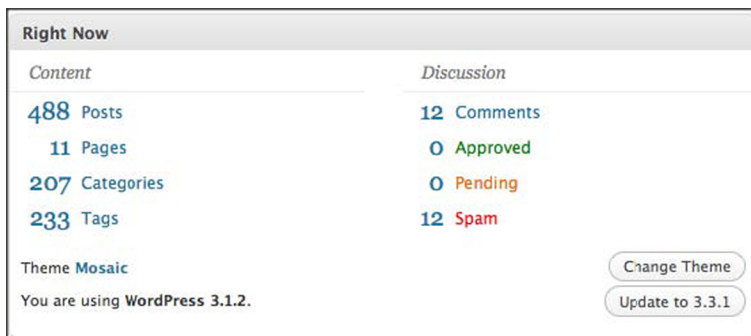 Right Now
Content
Discussion
488 Posts
12 Comments
11 Pages
0 Approved
207 Categories
0 Pending
233 Tags
12 Spam
Theme Mosaic
Change Theme
You are using WordPress 3.1.2.
Update to 3.3.1